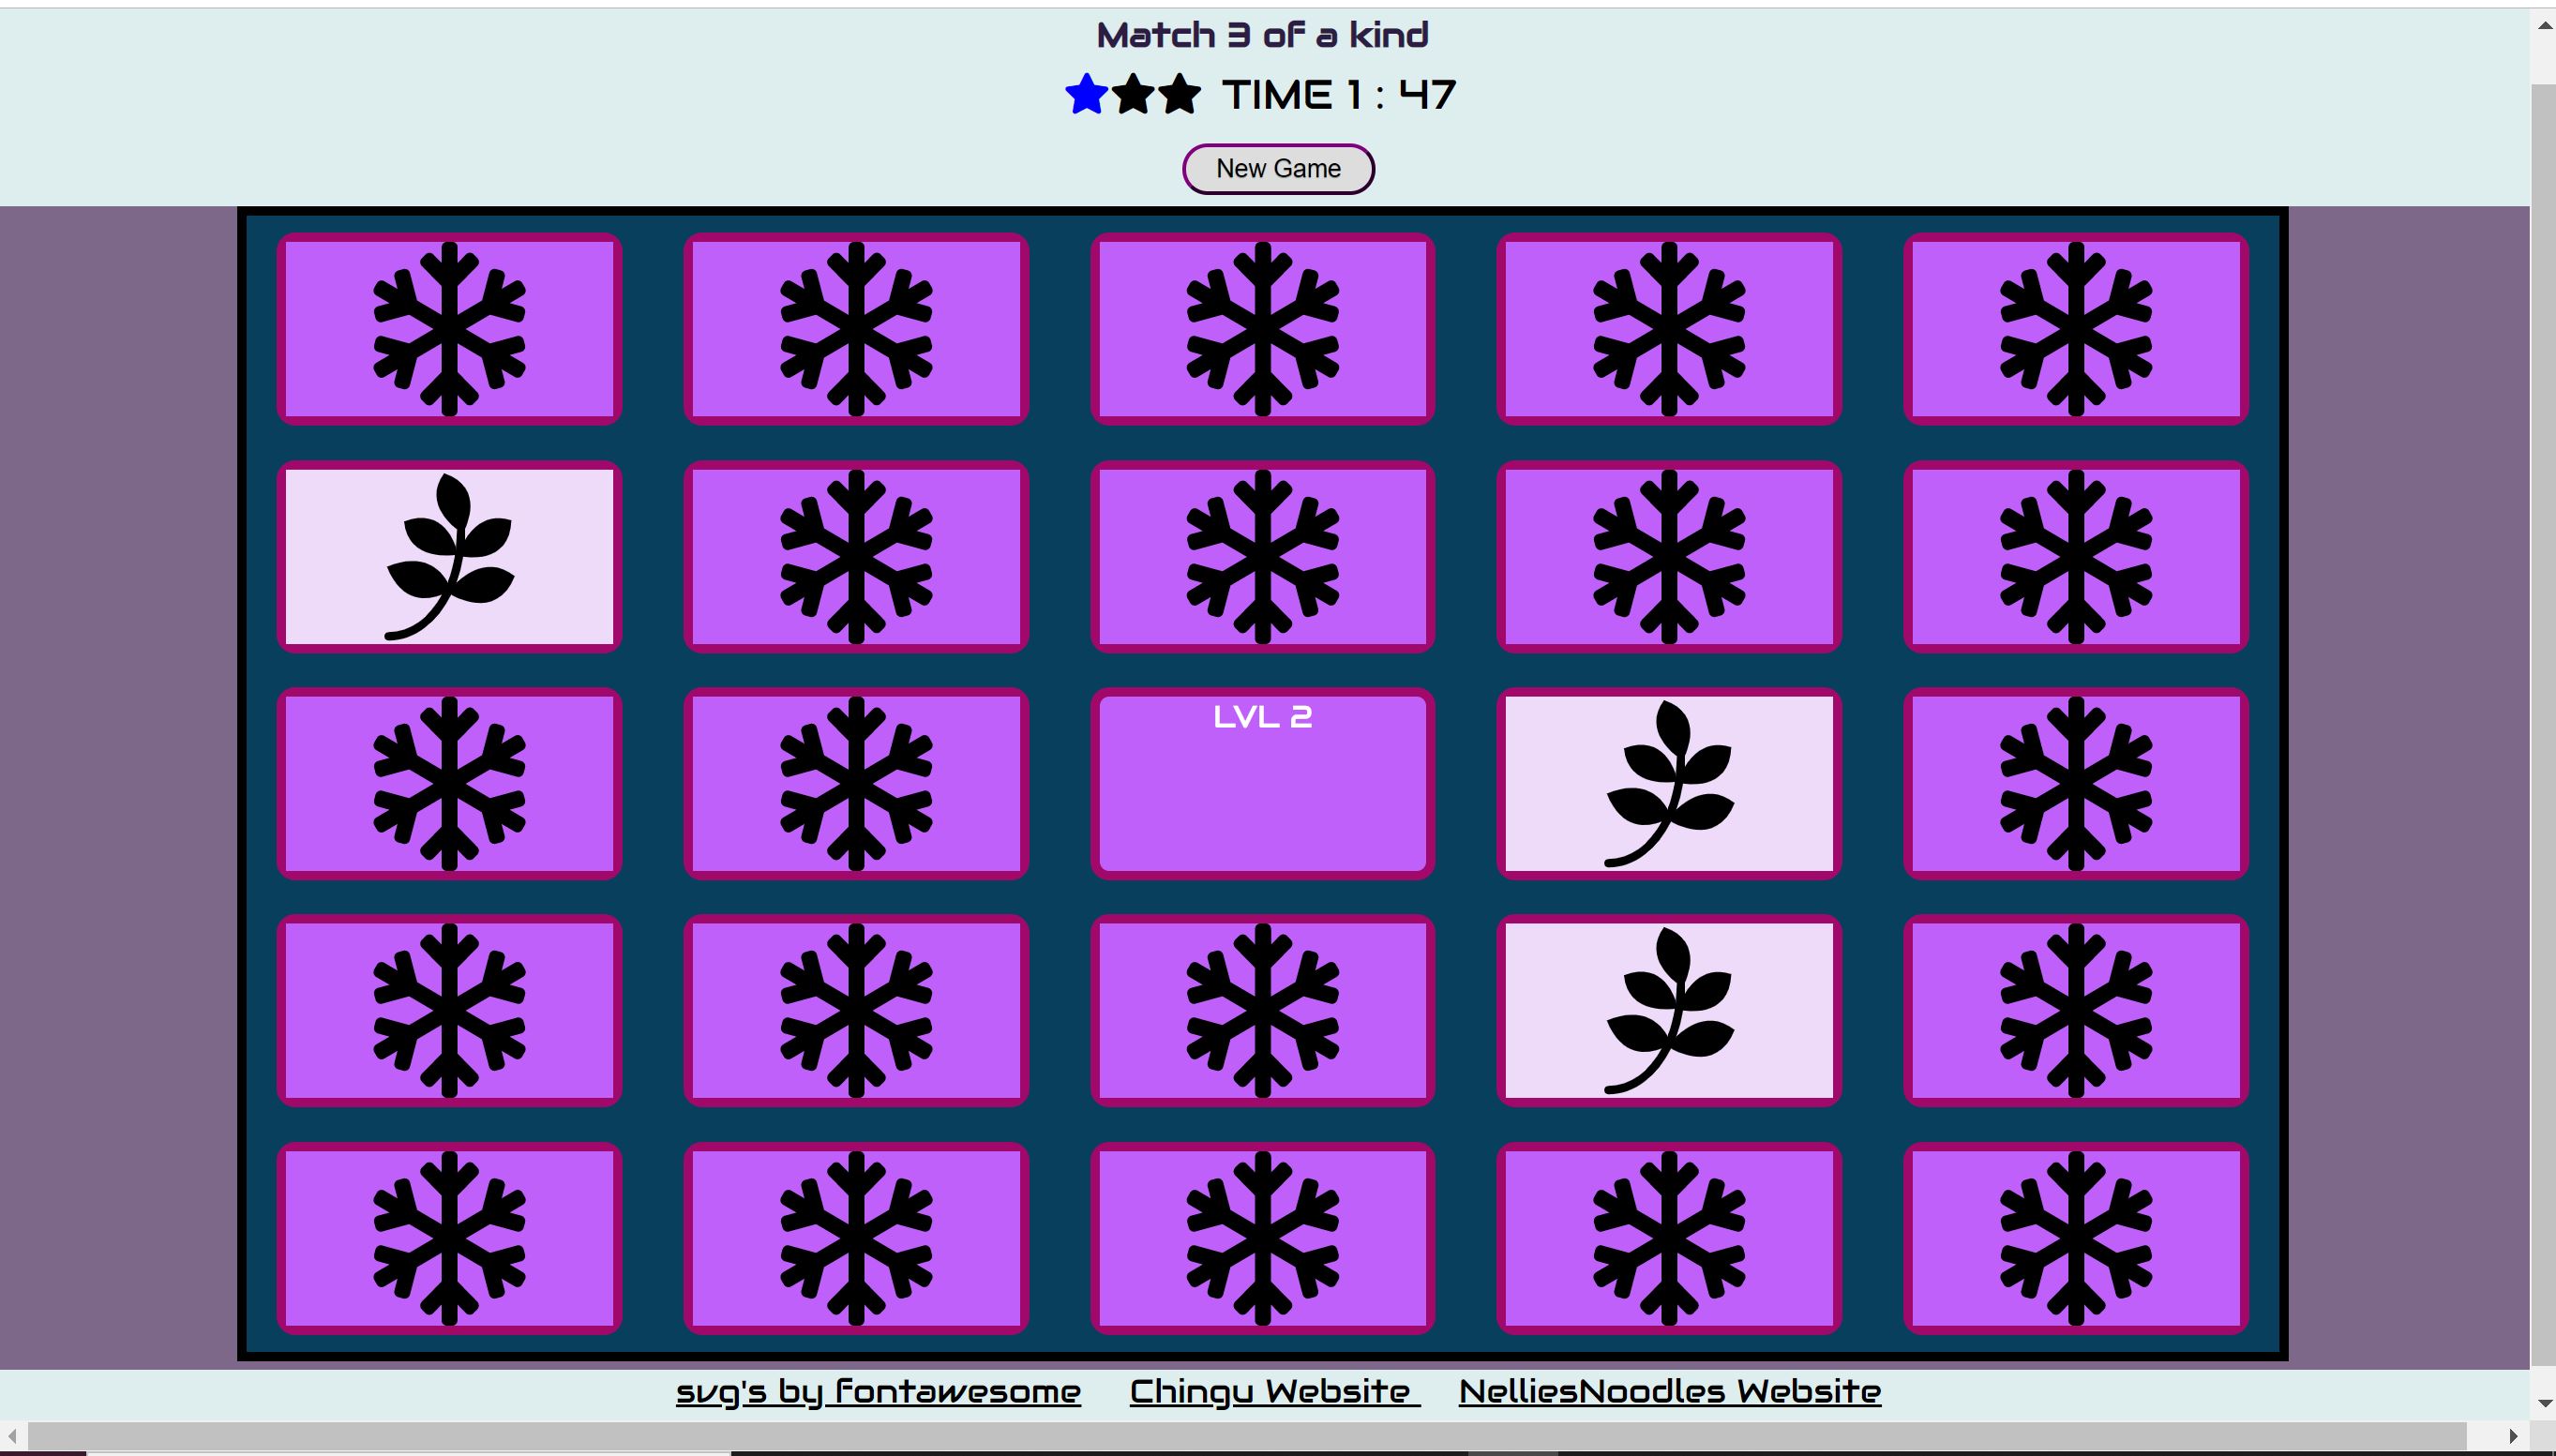 Match 3 of a kind
TIME 1 : 47
New Game
LVL 2
svg's by fontawesome Chingu Website NelliesNoodles Website